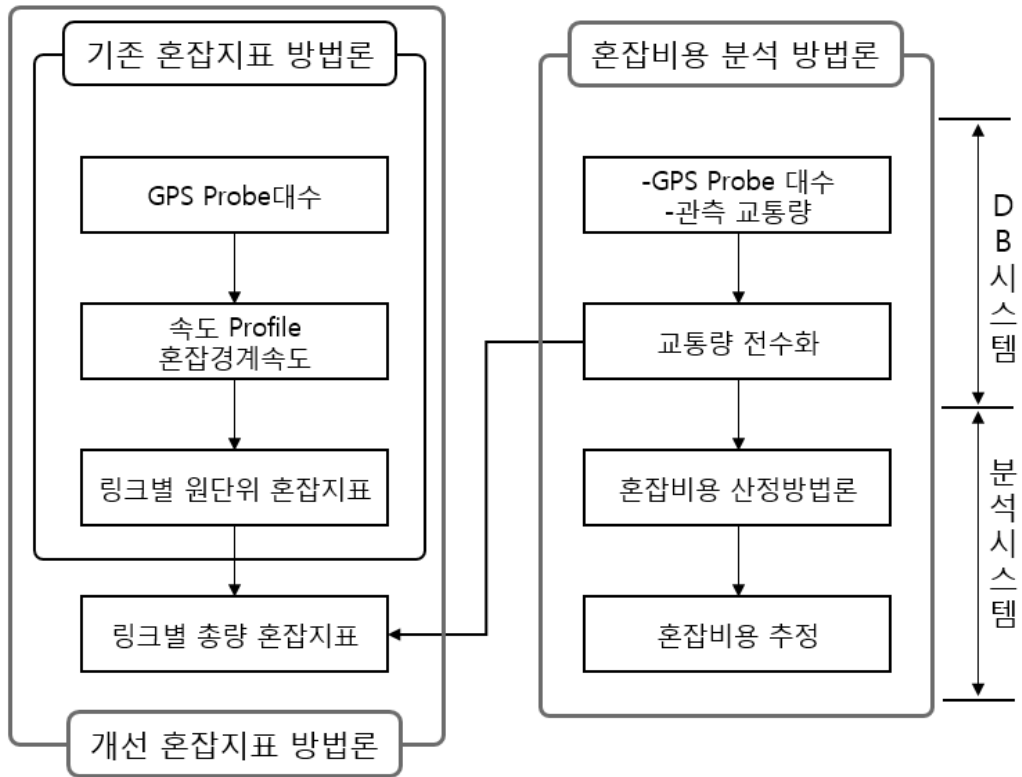 기존 혼잡지표 방법론
GPS Probe대수
속도 Profile
혼잡경계속도
링크별 원단위 혼잡지표
링크별 총량 혼잡지표
개선 혼잡지표 방법론
혼잡비용 분석 방법론
-GPS Probe 대수
-관측 교통량
교통량 전수화
혼잡비용 산정방법론
혼잡비용 추정
DB시스템
분석시스템